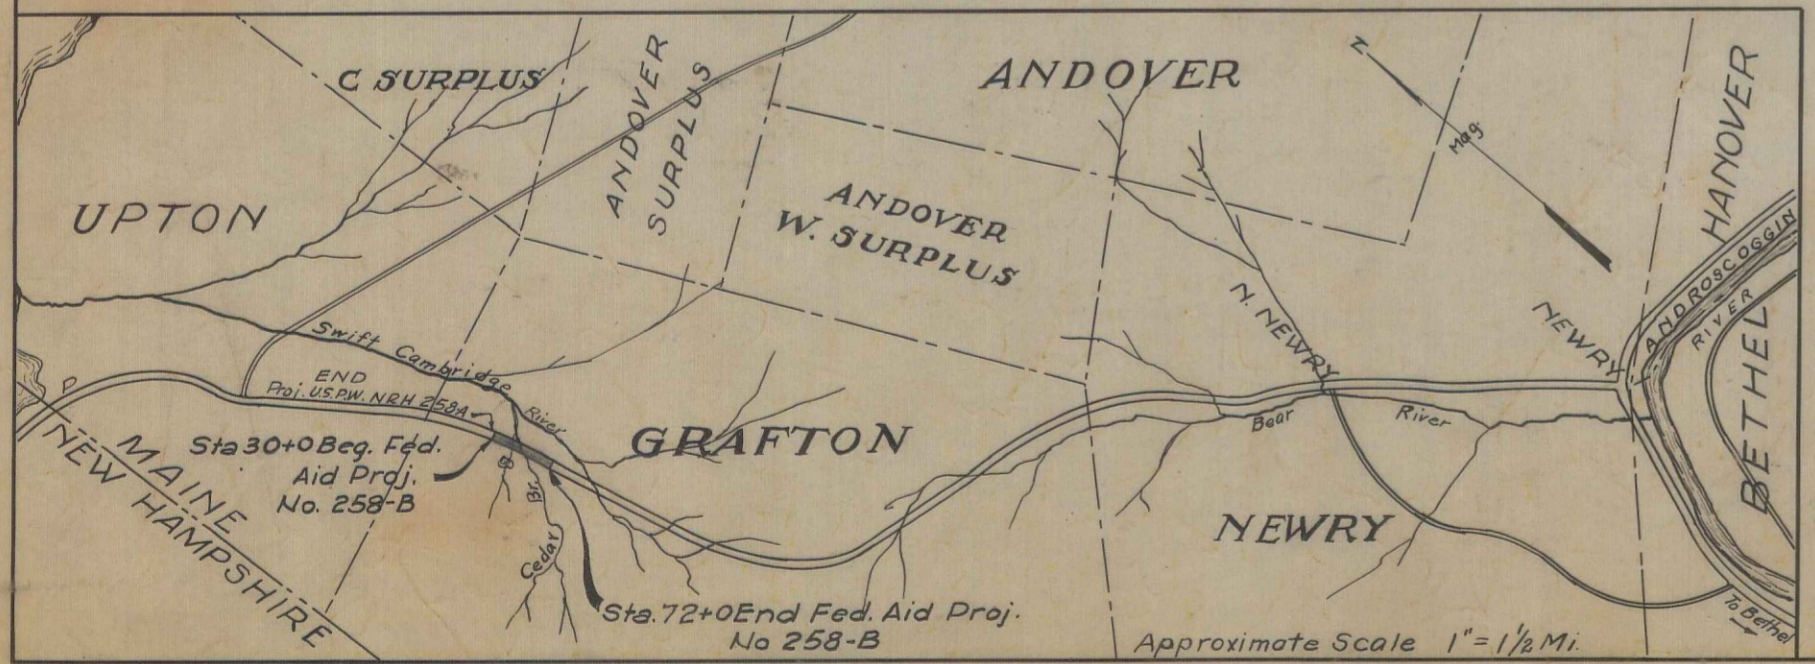 C SURPLUS
ANDOVER
SURPLUS
ANDOVER
N
Mag.
HANOVER
UPTON
ANDOVER
W. SURPLUS
ANDROSCOGGIN
RIVER
N. NEWRY
NEWRY
BETHEL
Swift Cambridge
River
END
Proj. U.S.P.W. NRH 258A
P
Sta 30+0 Beg. Fed.
Aid Proj.
No. 258-B
GRAFTON
Bear River
MAINE
NEW HAMPSHIRE
Br.
Cedar
NEWRY
Sta. 72+0 End Fed. Aid Proj.
No 258-B
To Bethel
Approximate Scale 1" = 1 1/2 Mi.